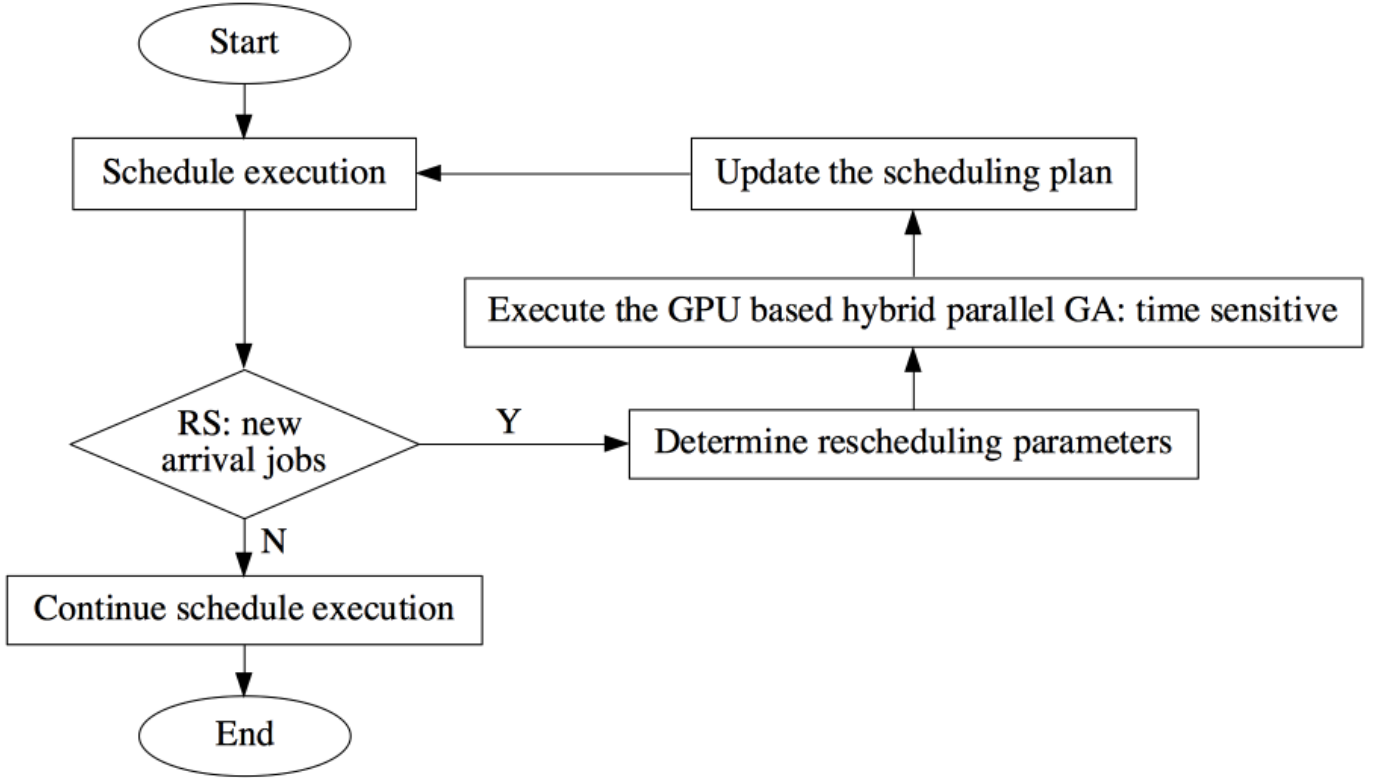 Start
Schedule execution
Update the scheduling plan
Execute the GPU based hybrid parallel GA: time sensitive
RS: new
arrival jobs
Y
Determine rescheduling parameters
N
Continue schedule execution
End